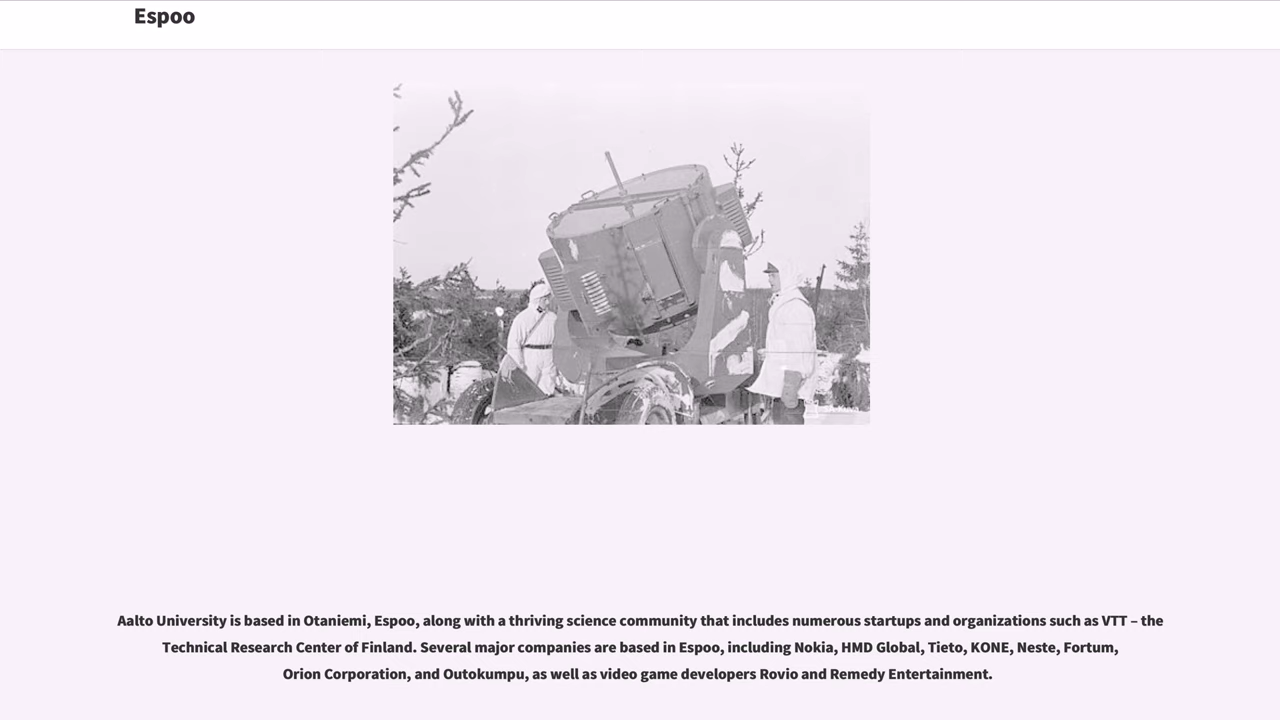 Espoo
Aalto University is based in Otaniemi, Espoo, along with a thriving science community that includes numerous startups and organizations such as VTT – the
Technical Research Center of Finland. Several major companies are based in Espoo, including Nokia, HMD Global, Tieto, KONE, Neste, Fortum,
Orion Corporation, and Outokumpu, as well as video game developers Rovio and Remedy Entertainment.